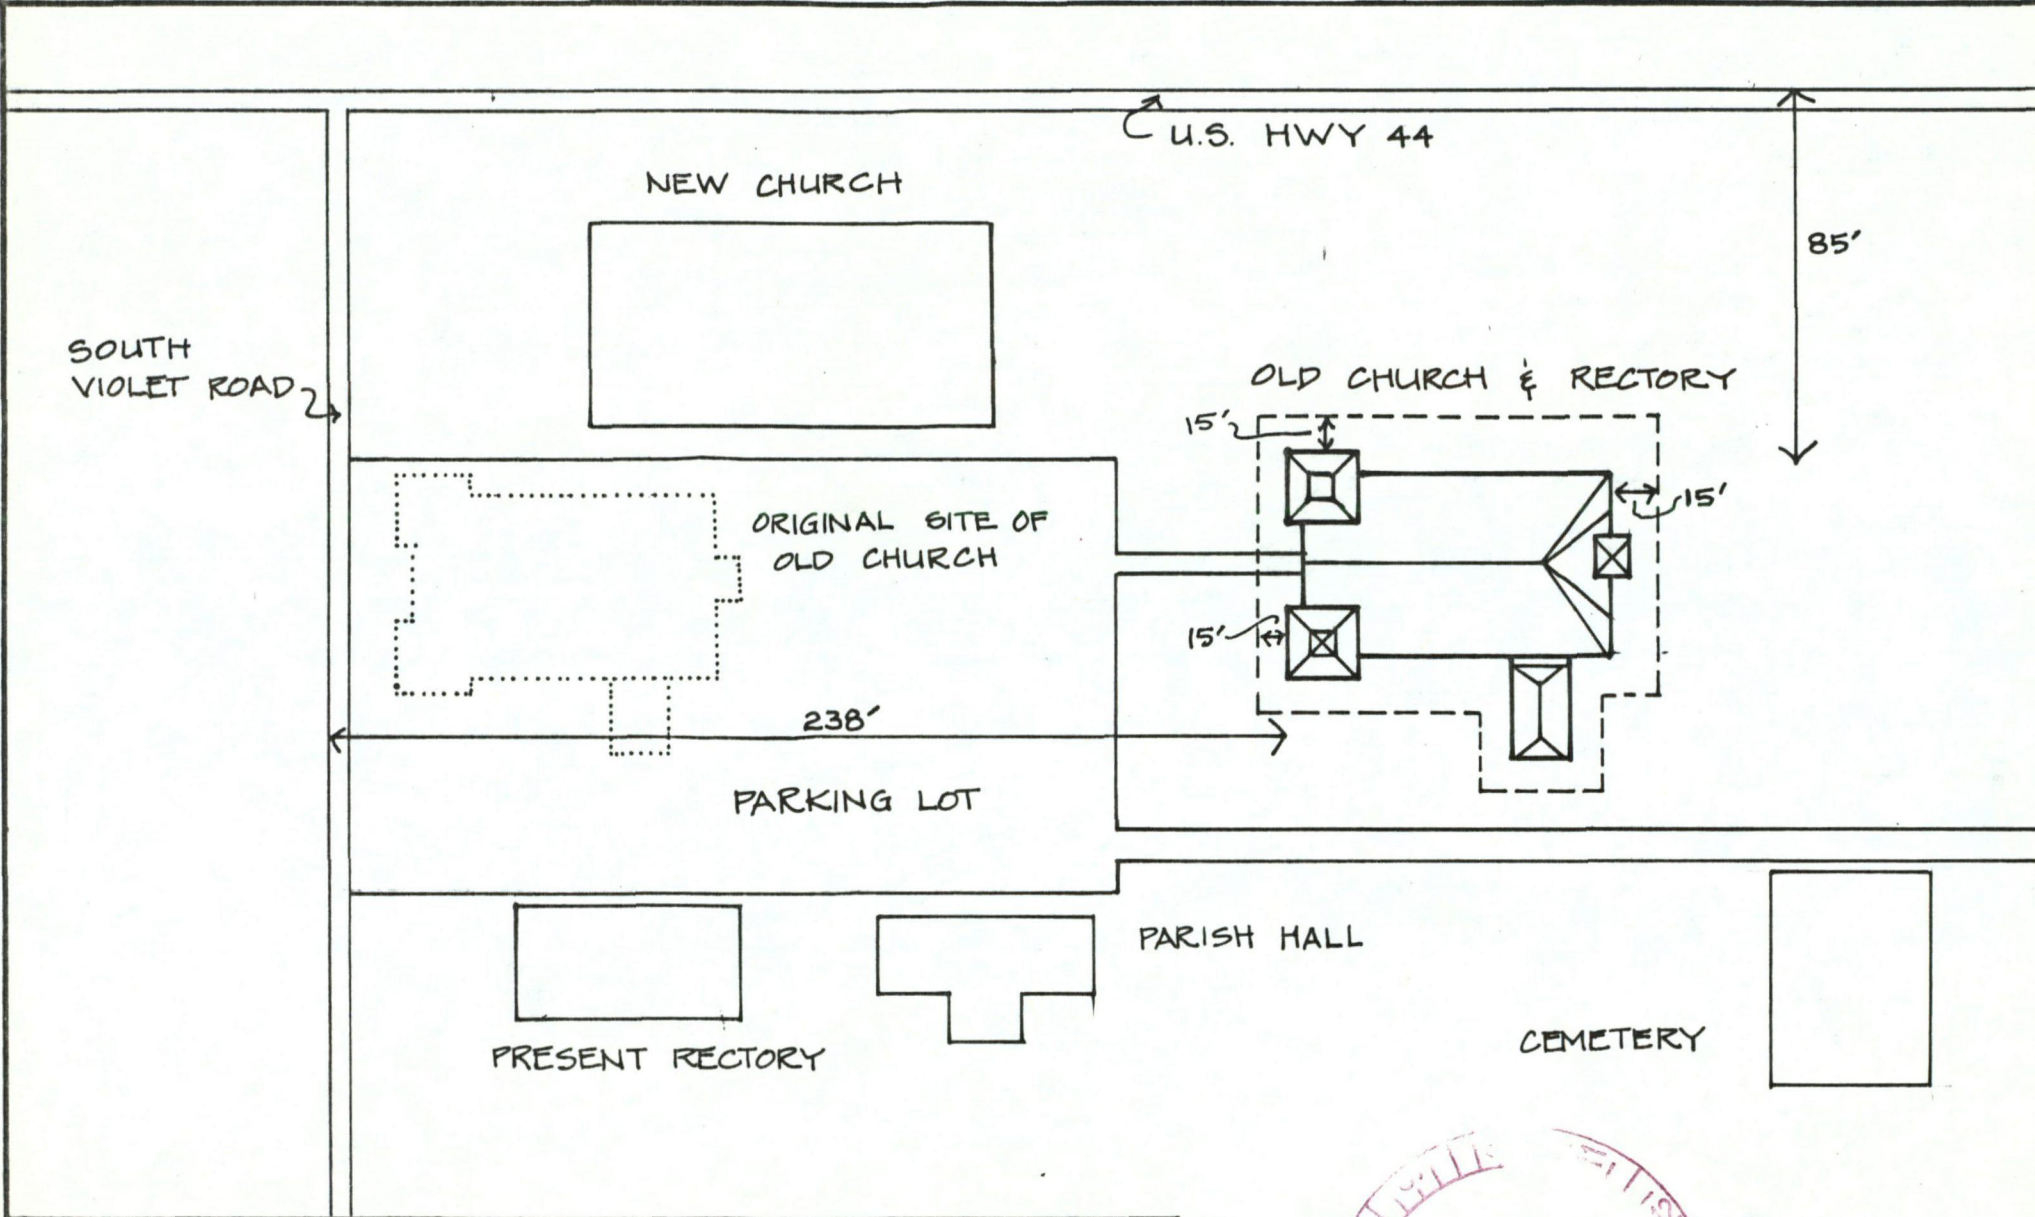 U.S. HWY 44
NEW CHURCH
85'
SOUTH
VIOLET ROAD
OLD CHURCH & RECTORY
15'
15'
ORIGINAL SITE OF
OLD CHURCH
15'
238'
PARKING LOT
PARISH HALL
PRESENT RECTORY
CEMETERY